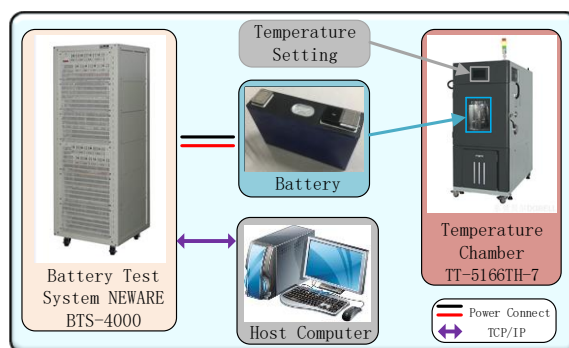 Temperature
Setting
Battery
Battery Test
System NEWARE
BTS-4000
Host Computer
Temperature
Chamber
TT-5166TH-7
Power Connect
TCP/IP